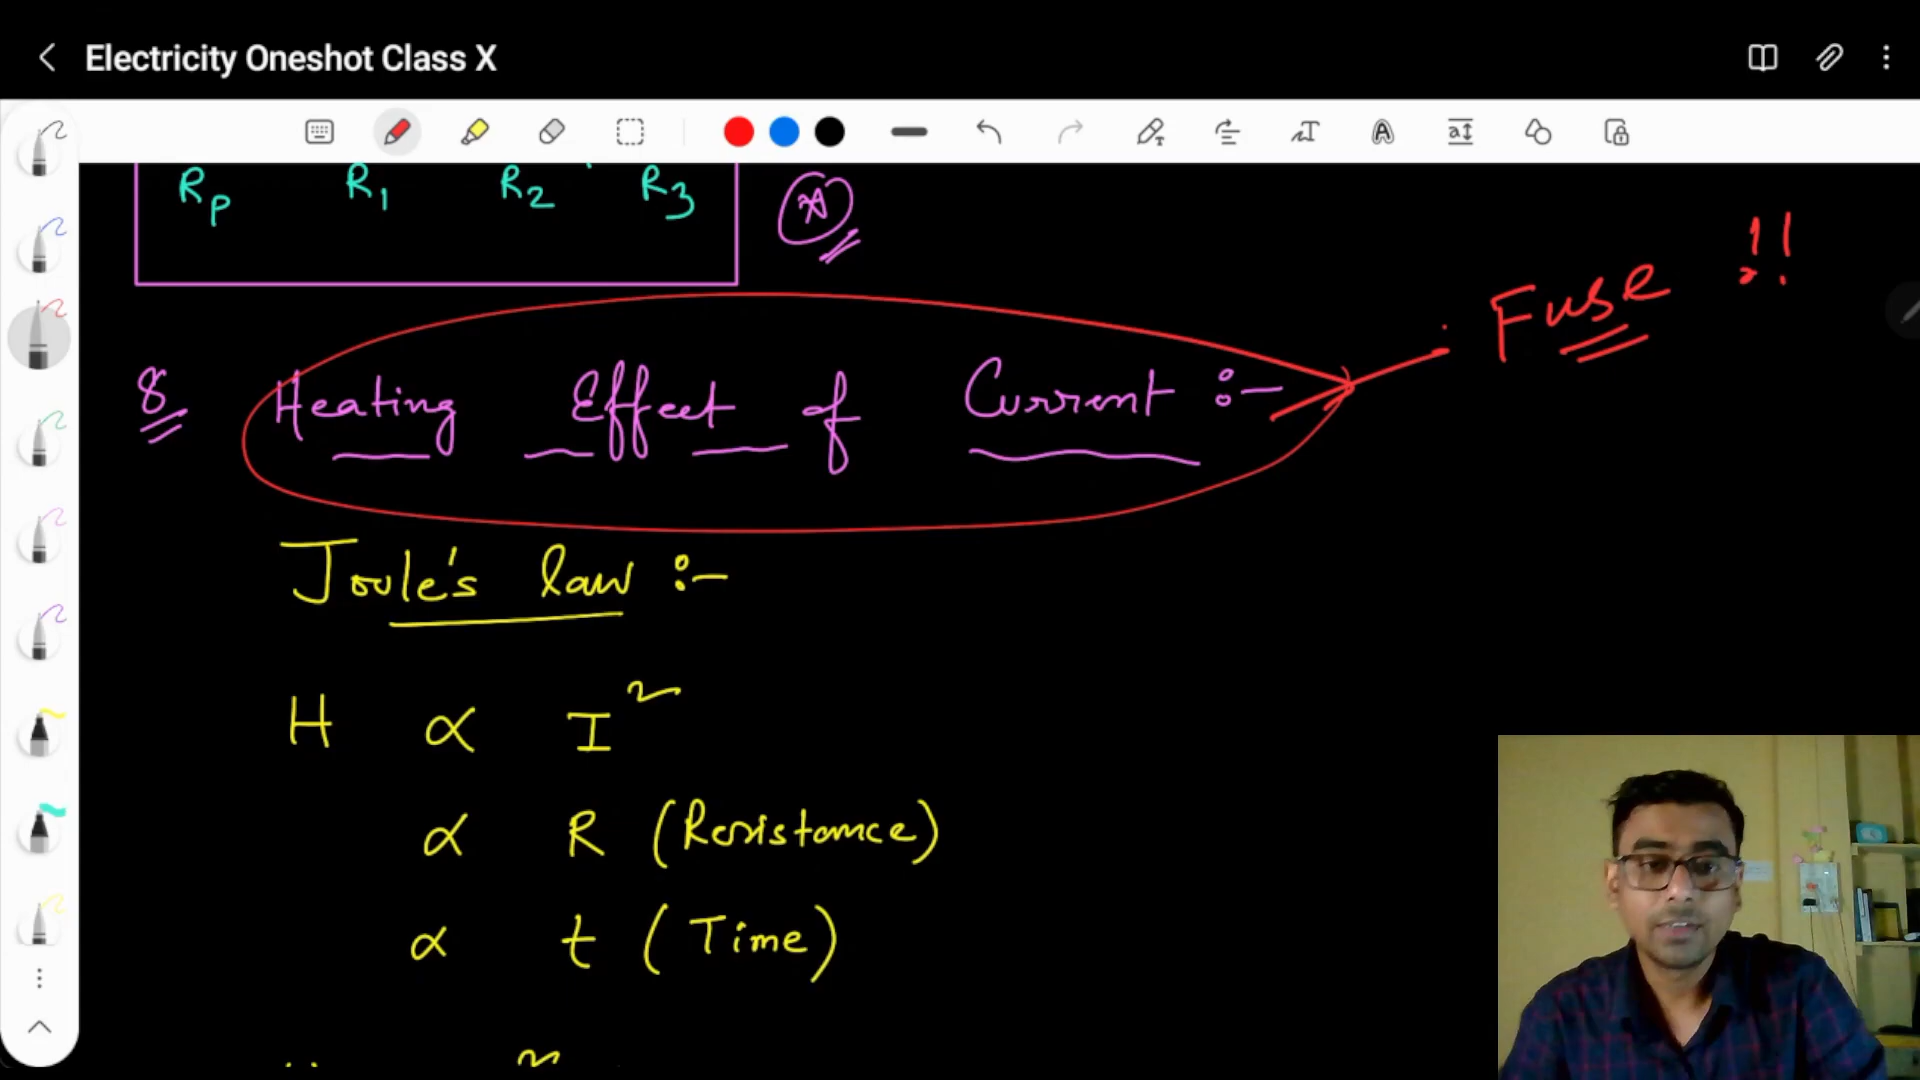 Electricity Oneshot Class X
Rp R1 R2 R3
Fuse !!
8 Heating Effect of Current :-
Joule's law :-
H α I²
α R (Resistance)
α t (Time)